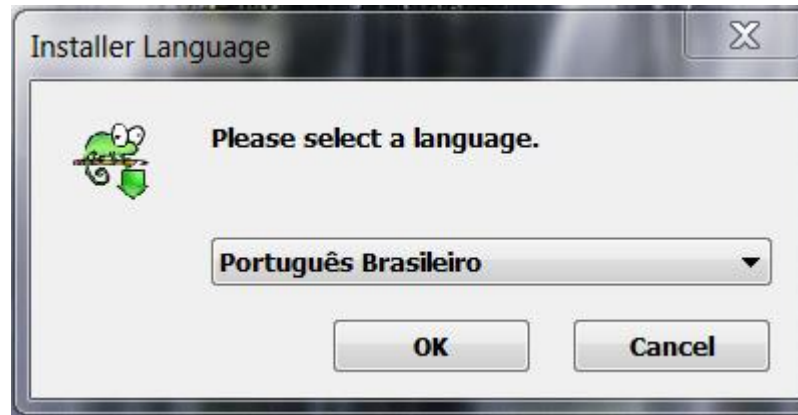 Installer Language
Please select a language.
Português Brasileiro
OK
Cancel